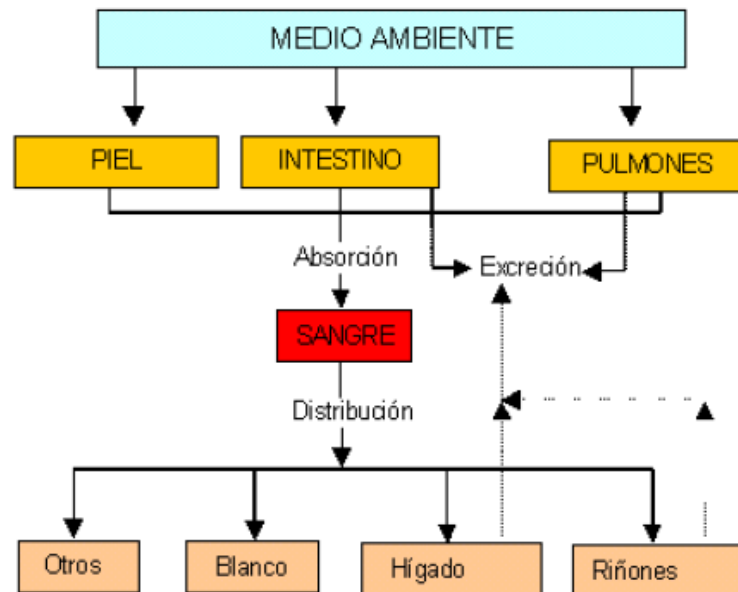 MEDIO AMBIENTE
PIEL
INTESTINO
PULMONES
Absorción
Excreción
SANGRE
Distribución
Otros
Blanco
Hígado
Riñones